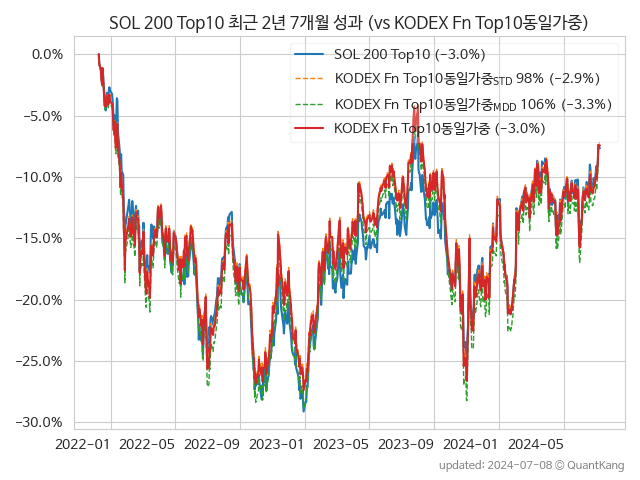 SOL 200 Top10 최근 2년 7개월 성과 (vs KODEX Fn Top10동일가중)
SOL 200 Top10 (−3.0%)
KODEX Fn Top10동일가중STD 98% (−2.9%)
KODEX Fn Top10동일가중MDD 106% (−3.3%)
KODEX Fn Top10동일가중 (−3.0%)
0.0%
−5.0%
−10.0%
−15.0%
−20.0%
−25.0%
−30.0%
2022−01 2022−05 2022−09 2023−01 2023−05 2023−09 2024−01 2024−05
updated: 2024-07-08 © QuantKang